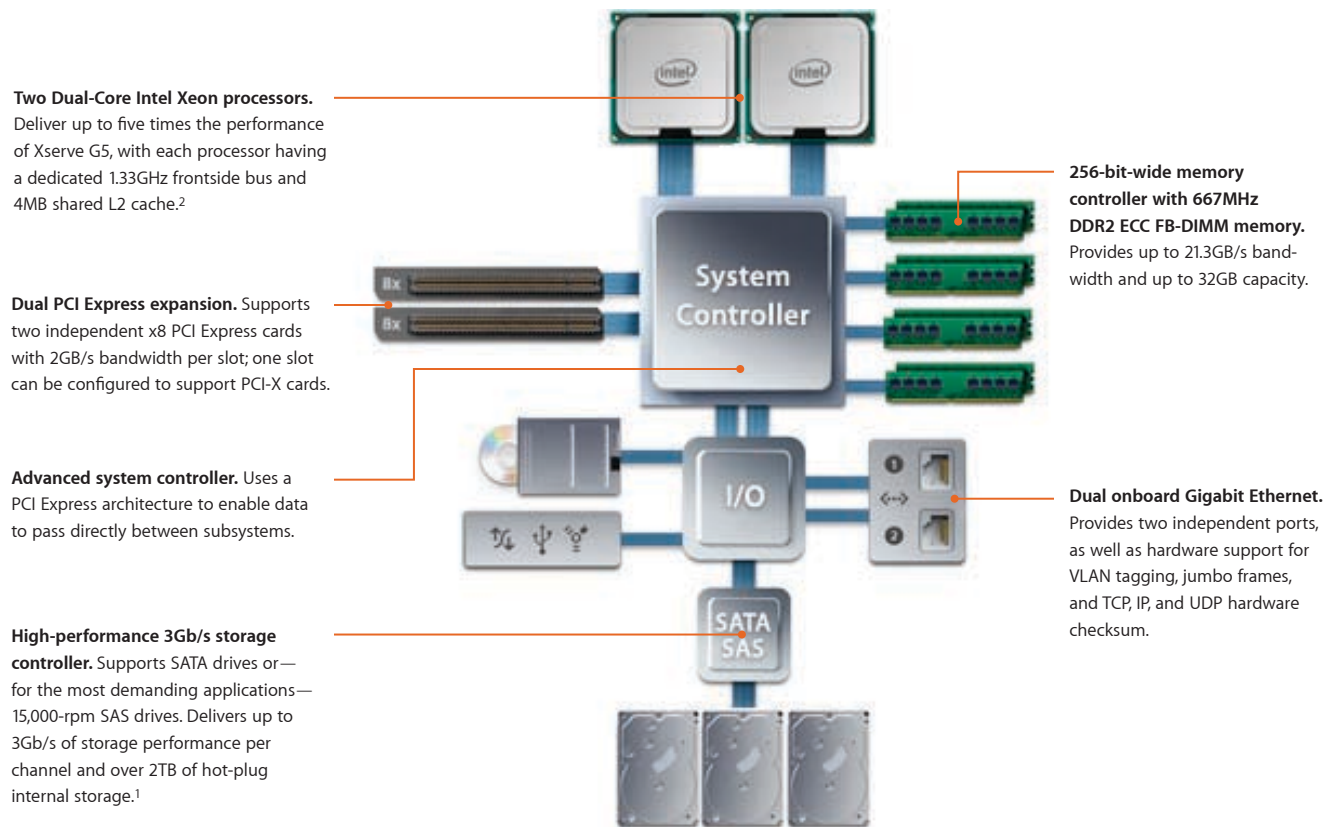 intel
intel
Two Dual-Core Intel Xeon processors.
Deliver up to five times the performance
of Xserve G5, with each processor having
a dedicated 1.33GHz frontside bus and
4MB shared L2 cache.²
256-bit-wide memory
controller with 667MHz
DDR2 ECC FB-DIMM memory.
Provides up to 21.3GB/s band-
width and up to 32GB capacity.
System
Controller
8x
8x
Dual PCI Express expansion. Supports
two independent x8 PCI Express cards
with 2GB/s bandwidth per slot; one slot
can be configured to support PCI-X cards.
Advanced system controller. Uses a
PCI Express architecture to enable data
to pass directly between subsystems.
I/O
1
2
Dual onboard Gigabit Ethernet.
Provides two independent ports,
as well as hardware support for
VLAN tagging, jumbo frames,
and TCP, IP, and UDP hardware
checksum.
High-performance 3Gb/s storage
controller. Supports SATA drives or—
for the most demanding applications—
15,000-rpm SAS drives. Delivers up to
3Gb/s of storage performance per
channel and over 2TB of hot-plug
internal storage.¹
SATA
SAS